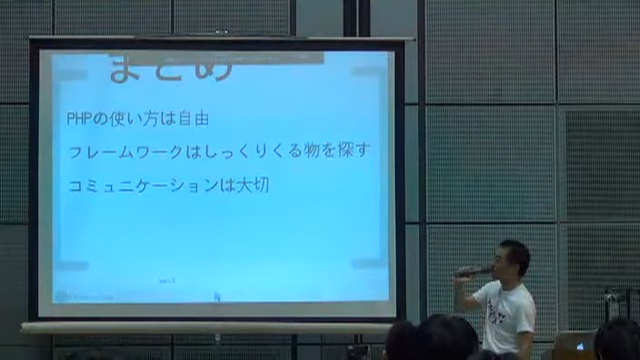 まとめ
PHPの使い方は自由
フレームワークはしっくりくる物を探す
コミュニケーションは大切